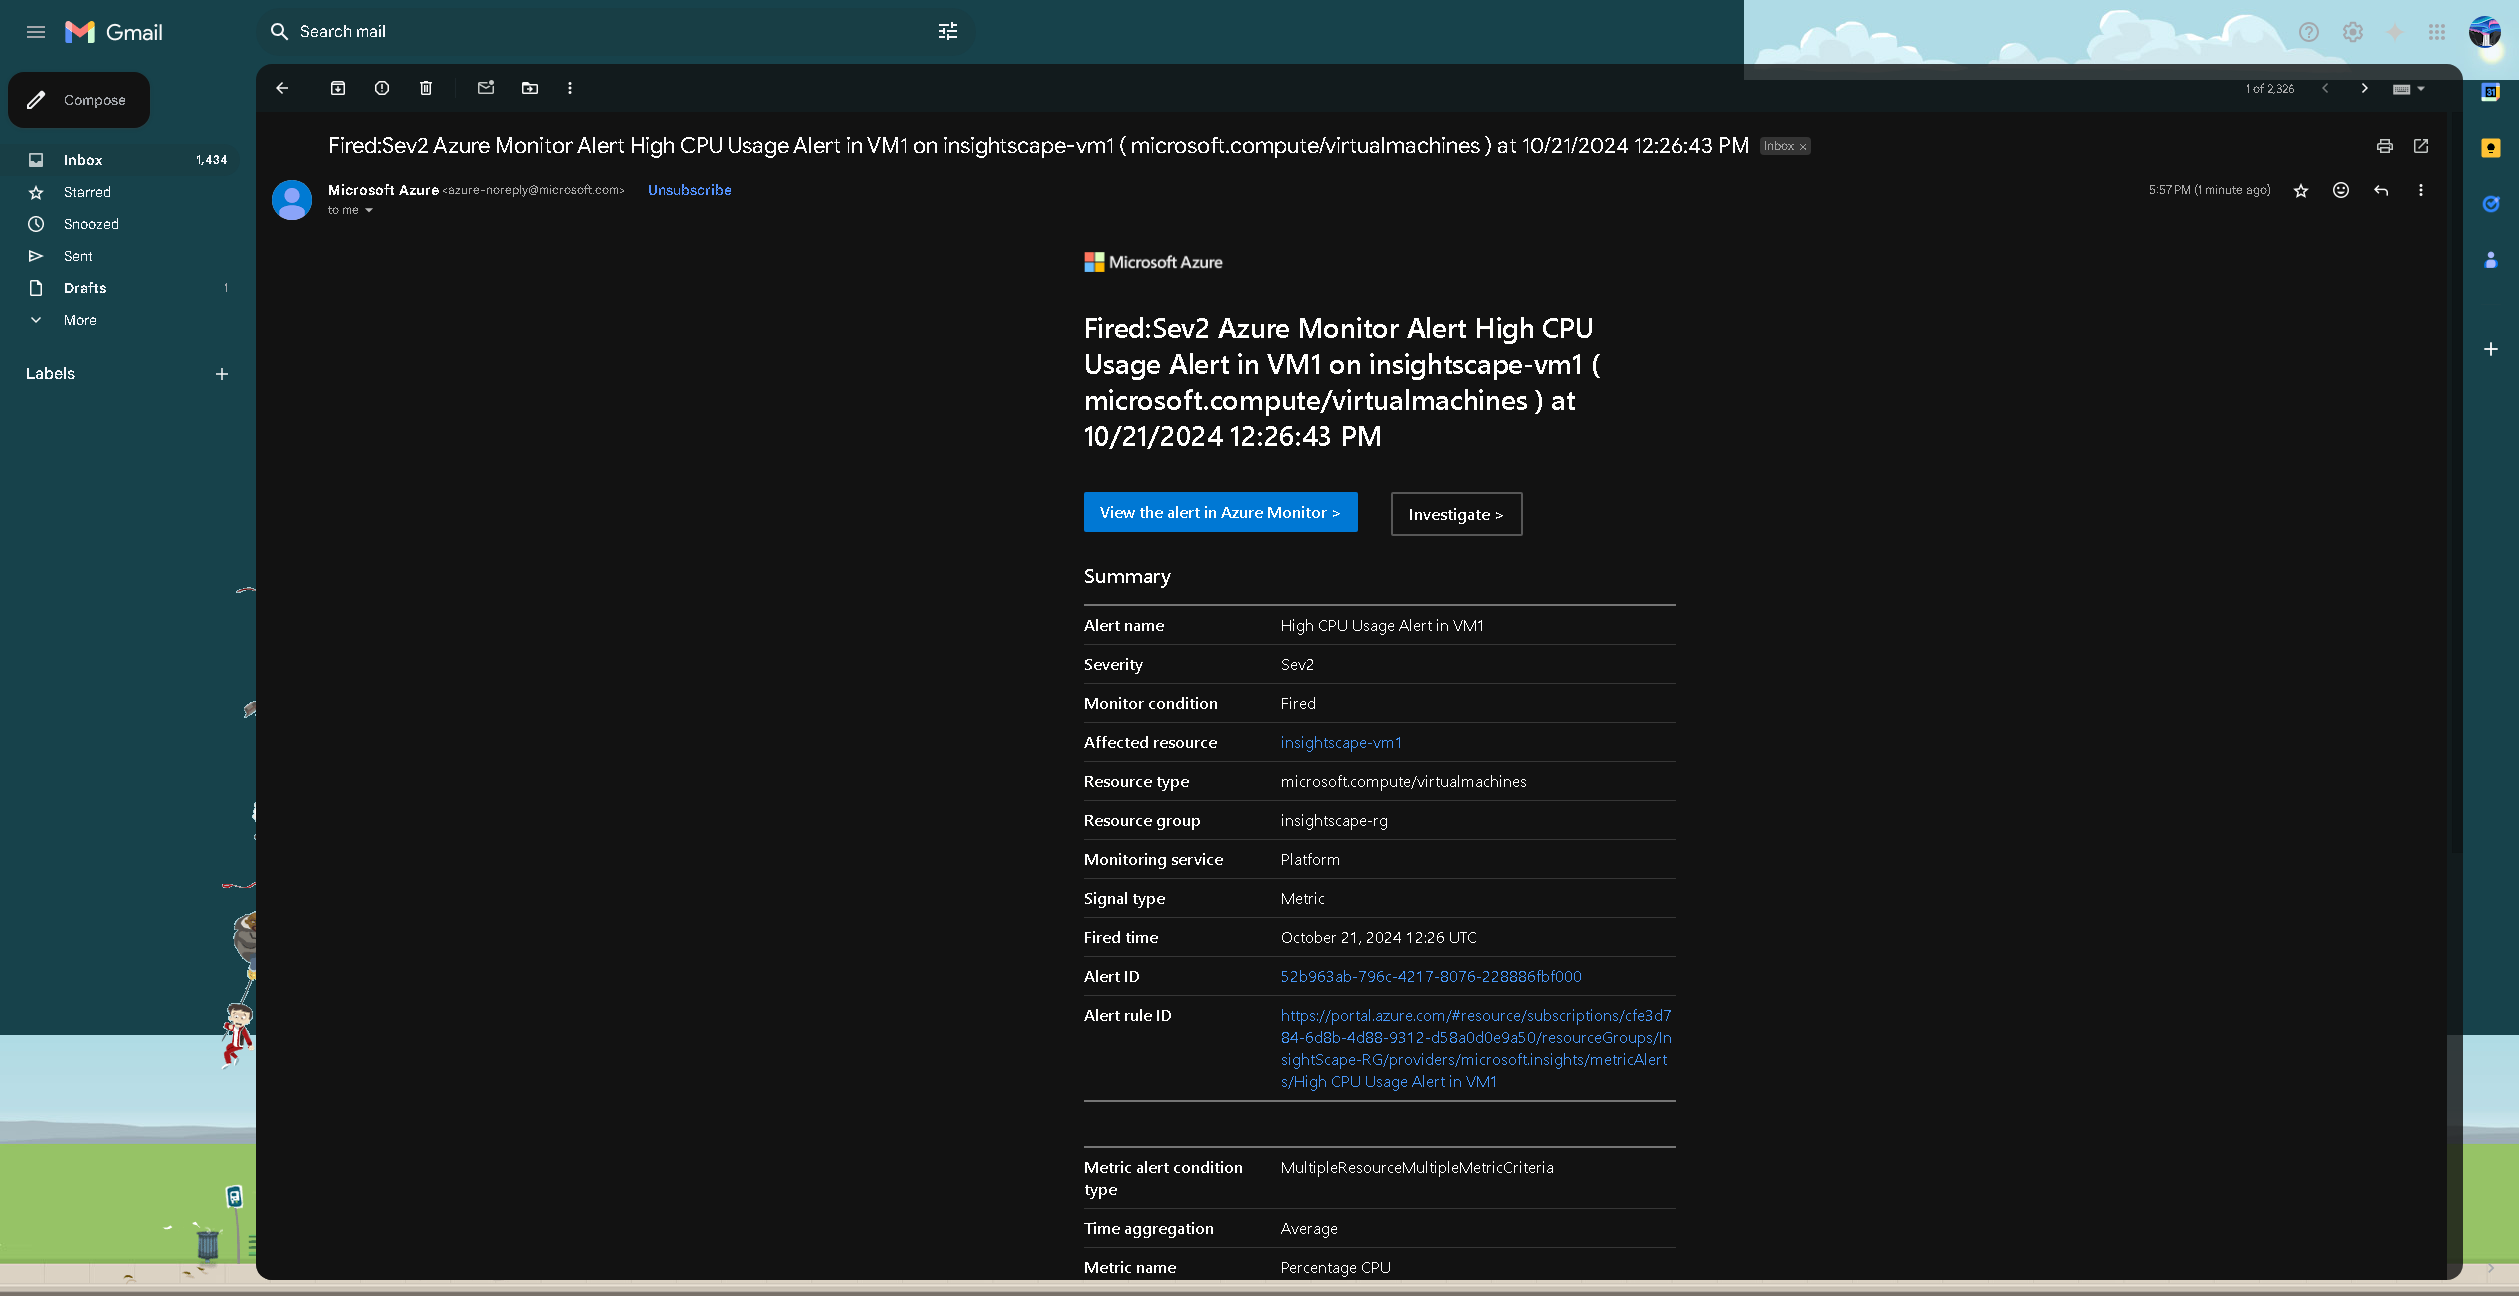 Gmail
Search mail
Compose
Inbox 1,434
Starred
Snoozed
Sent
Drafts 1
More
Labels
1 of 2,326
Fired:Sev2 Azure Monitor Alert High CPU Usage Alert in VM1 on insightscape-vm1 ( microsoft.compute/virtualmachines ) at 10/21/2024 12:26:43 PM Inbox ×
Microsoft Azure <azure-noreply@microsoft.com> Unsubscribe
5:57 PM (1 minute ago)
to me
Microsoft Azure
Fired:Sev2 Azure Monitor Alert High CPU
Usage Alert in VM1 on insightscape-vm1 (
microsoft.compute/virtualmachines ) at
10/21/2024 12:26:43 PM
View the alert in Azure Monitor > Investigate >
Summary
Alert name High CPU Usage Alert in VM1
Severity Sev2
Monitor condition Fired
Affected resource insightscape-vm1
Resource type microsoft.compute/virtualmachines
Resource group insightscape-rg
Monitoring service Platform
Signal type Metric
Fired time October 21, 2024 12:26 UTC
Alert ID 52b963ab-796c-4217-8076-228886fbf000
Alert rule ID https://portal.azure.com/#resource/subscriptions/cfe3d7
84-6d8b-4d88-9312-d58a0d0e9a50/resourceGroups/In
sightScape-RG/providers/microsoft.insights/metricAlert
s/High CPU Usage Alert in VM1
Metric alert condition MultipleResourceMultipleMetricCriteria
type
Time aggregation Average
Metric name Percentage CPU
31